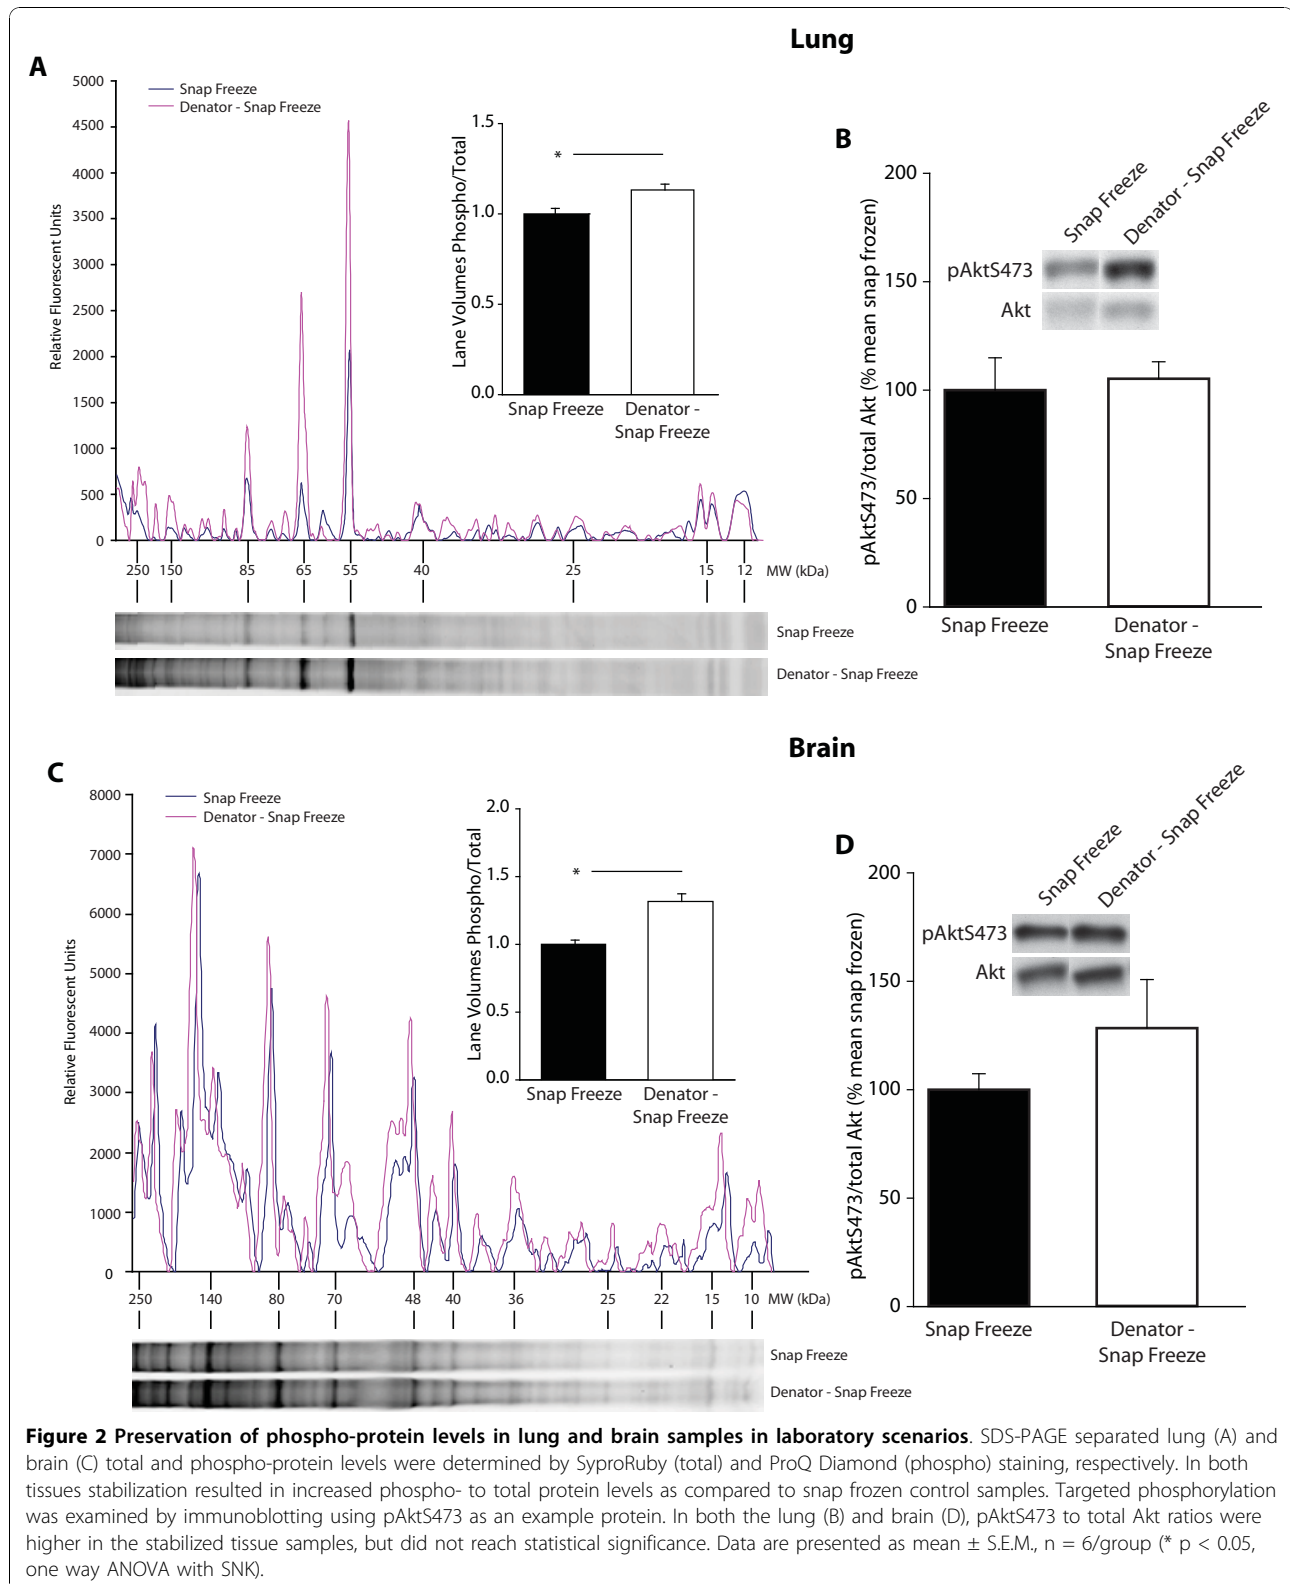 Lung
A
Snap Freeze
Denator - Snap Freeze
5000
4500
4000
3500
3000
2500
2000
1500
1000
500
0
Relative Fluorescent Units
250 150 85 65 55 40 25 15 12 MW (kDa)
Snap Freeze
Denator - Snap Freeze
1.5
1.0
0.5
0.0
Lane Volumes Phospho/Total
*
Snap Freeze
Denator -
Snap Freeze
B
200
150
100
50
0
pAktS473/total Akt (% mean snap frozen)
Snap Freeze
Denator - Snap Freeze
pAktS473
Akt
Snap Freeze
Denator -
Snap Freeze
Brain
C
Snap Freeze
Denator - Snap Freeze
8000
7000
6000
5000
4000
3000
2000
1000
0
Relative Fluorescent Units
250 140 80 70 48 40 36 25 22 15 10 MW (kDa)
Snap Freeze
Denator - Snap Freeze
2.0
1.5
1.0
0.5
0.0
Lane Volumes Phospho/Total
*
Snap Freeze
Denator -
Snap Freeze
D
200
150
100
50
0
pAktS473/total Akt (% mean snap frozen)
Snap Freeze
Denator - Snap Freeze
pAktS473
Akt
Snap Freeze
Denator -
Snap Freeze
Figure 2 Preservation of phospho-protein levels in lung and brain samples in laboratory scenarios. SDS-PAGE separated lung (A) and
brain (C) total and phospho-protein levels were determined by SyproRuby (total) and ProQ Diamond (phospho) staining, respectively. In both
tissues stabilization resulted in increased phospho- to total protein levels as compared to snap frozen control samples. Targeted phosphorylation
was examined by immunoblotting using pAktS473 as an example protein. In both the lung (B) and brain (D), pAktS473 to total Akt ratios were
higher in the stabilized tissue samples, but did not reach statistical significance. Data are presented as mean ± S.E.M., n = 6/group (* p < 0.05,
one way ANOVA with SNK).